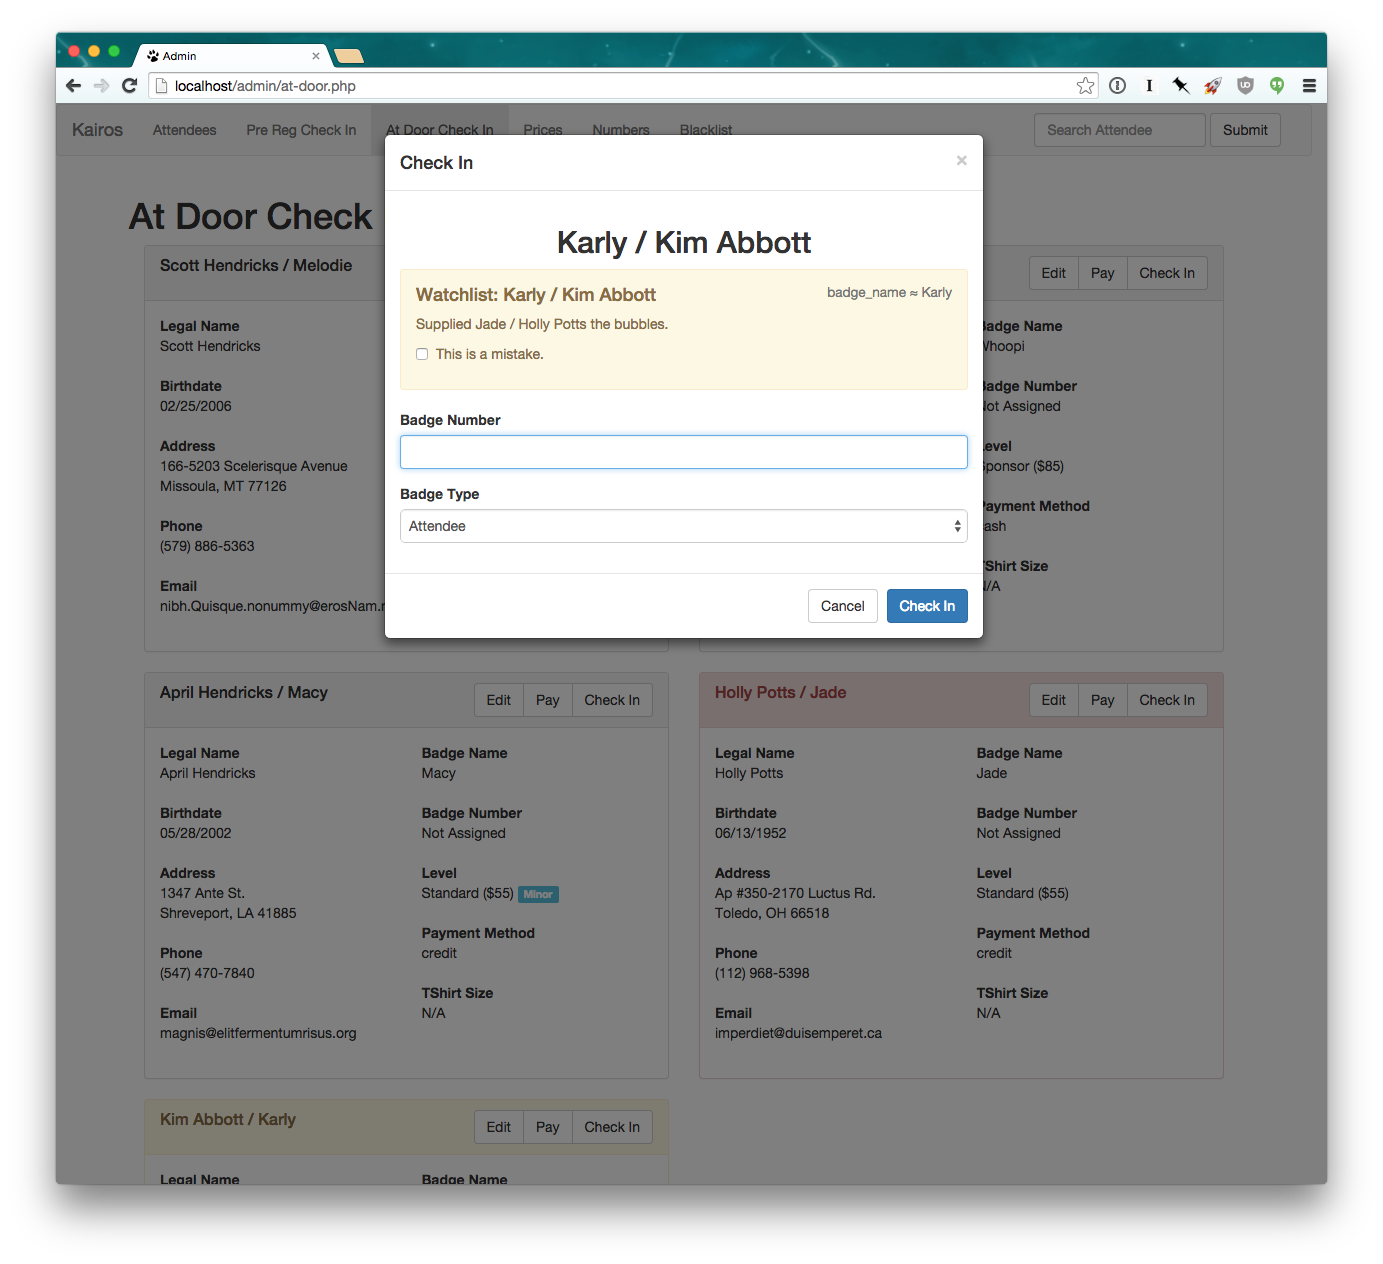 Admin
localhost/admin/at-door.php
Kairos Attendees Pre Reg Check In At Door Check In Prices Numbers Blacklist Search Attendee Submit
Check In
×
At Door Check
Karly / Kim Abbott
Watchlist: Karly / Kim Abbott
badge_name ≈ Karly
Supplied Jade / Holly Potts the bubbles.
This is a mistake.
Badge Number
Badge Type
Attendee
Cancel Check In
Scott Hendricks / Melodie
Legal Name
Scott Hendricks
Birthdate
02/25/2006
Address
166-5203 Scelerisque Avenue
Missoula, MT 77126
Phone
(579) 886-5363
Email
nibh.Quisque.nonummy@erosNam.
Edit Pay Check In
Badge Name
Whoopi
Badge Number
Not Assigned
Level
Sponsor ($85)
Payment Method
cash
TShirt Size
N/A
April Hendricks / Macy
Edit Pay Check In
Legal Name
April Hendricks
Birthdate
05/28/2002
Address
1347 Ante St.
Shreveport, LA 41885
Phone
(547) 470-7840
Email
magnis@elitfermentumrisus.org
Badge Name
Macy
Badge Number
Not Assigned
Level
Standard ($55) Minor
Payment Method
credit
TShirt Size
N/A
Holly Potts / Jade
Edit Pay Check In
Legal Name
Holly Potts
Birthdate
06/13/1952
Address
Ap #350-2170 Luctus Rd.
Toledo, OH 66518
Phone
(112) 968-5398
Email
imperdiet@duisemperet.ca
Badge Name
Jade
Badge Number
Not Assigned
Level
Standard ($55)
Payment Method
credit
TShirt Size
N/A
Kim Abbott / Karly
Edit Pay Check In
Legal Name
Badge Name